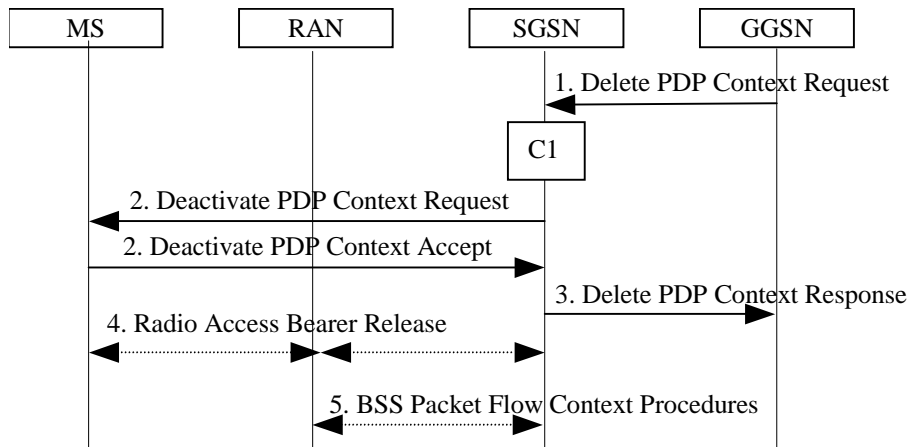 MS
RAN
SGSN
GGSN
1. Delete PDP Context Request
C1
2. Deactivate PDP Context Request
2. Deactivate PDP Context Accept
3. Delete PDP Context Response
4. Radio Access Bearer Release
5. BSS Packet Flow Context Procedures